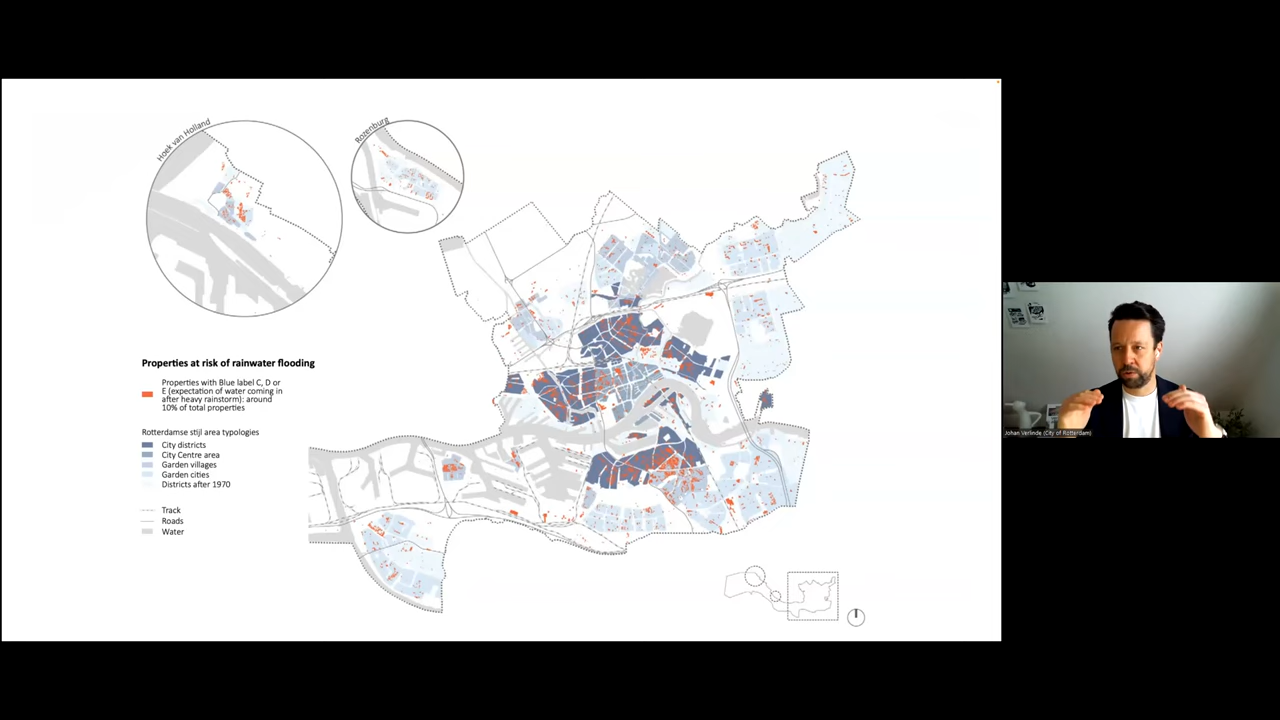 Hoek van Holland
Rozenburg
Properties at risk of rainwater flooding
Properties with Blue label C, D or
E (expectation of water coming in
after heavy rainstorm): around
10% of total properties
Rotterdamse stijl area typologies
City districts
City Centre area
Garden villages
Garden cities
Districts after 1970
Track
Roads
Water
Johan Verlinde (City of Rotterdam)